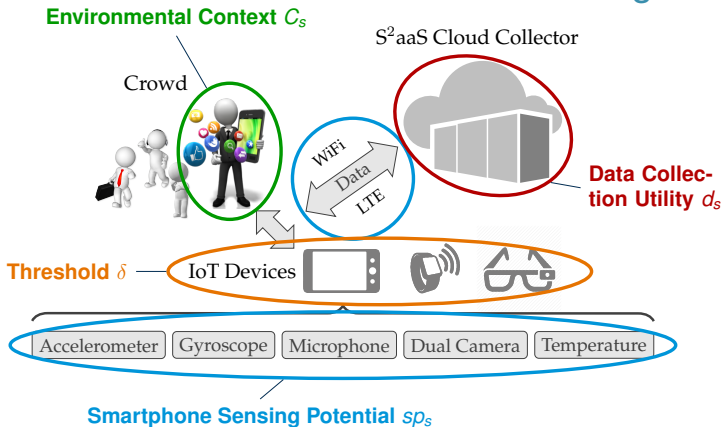 Environmental Context Cₛ
S²aaS Cloud Collector
Crowd
WiFi
Data
LTE
Data Collec-
tion Utility dₛ
Threshold δ
IoT Devices
Accelerometer
Gyroscope
Microphone
Dual Camera
Temperature
Smartphone Sensing Potential spₛ